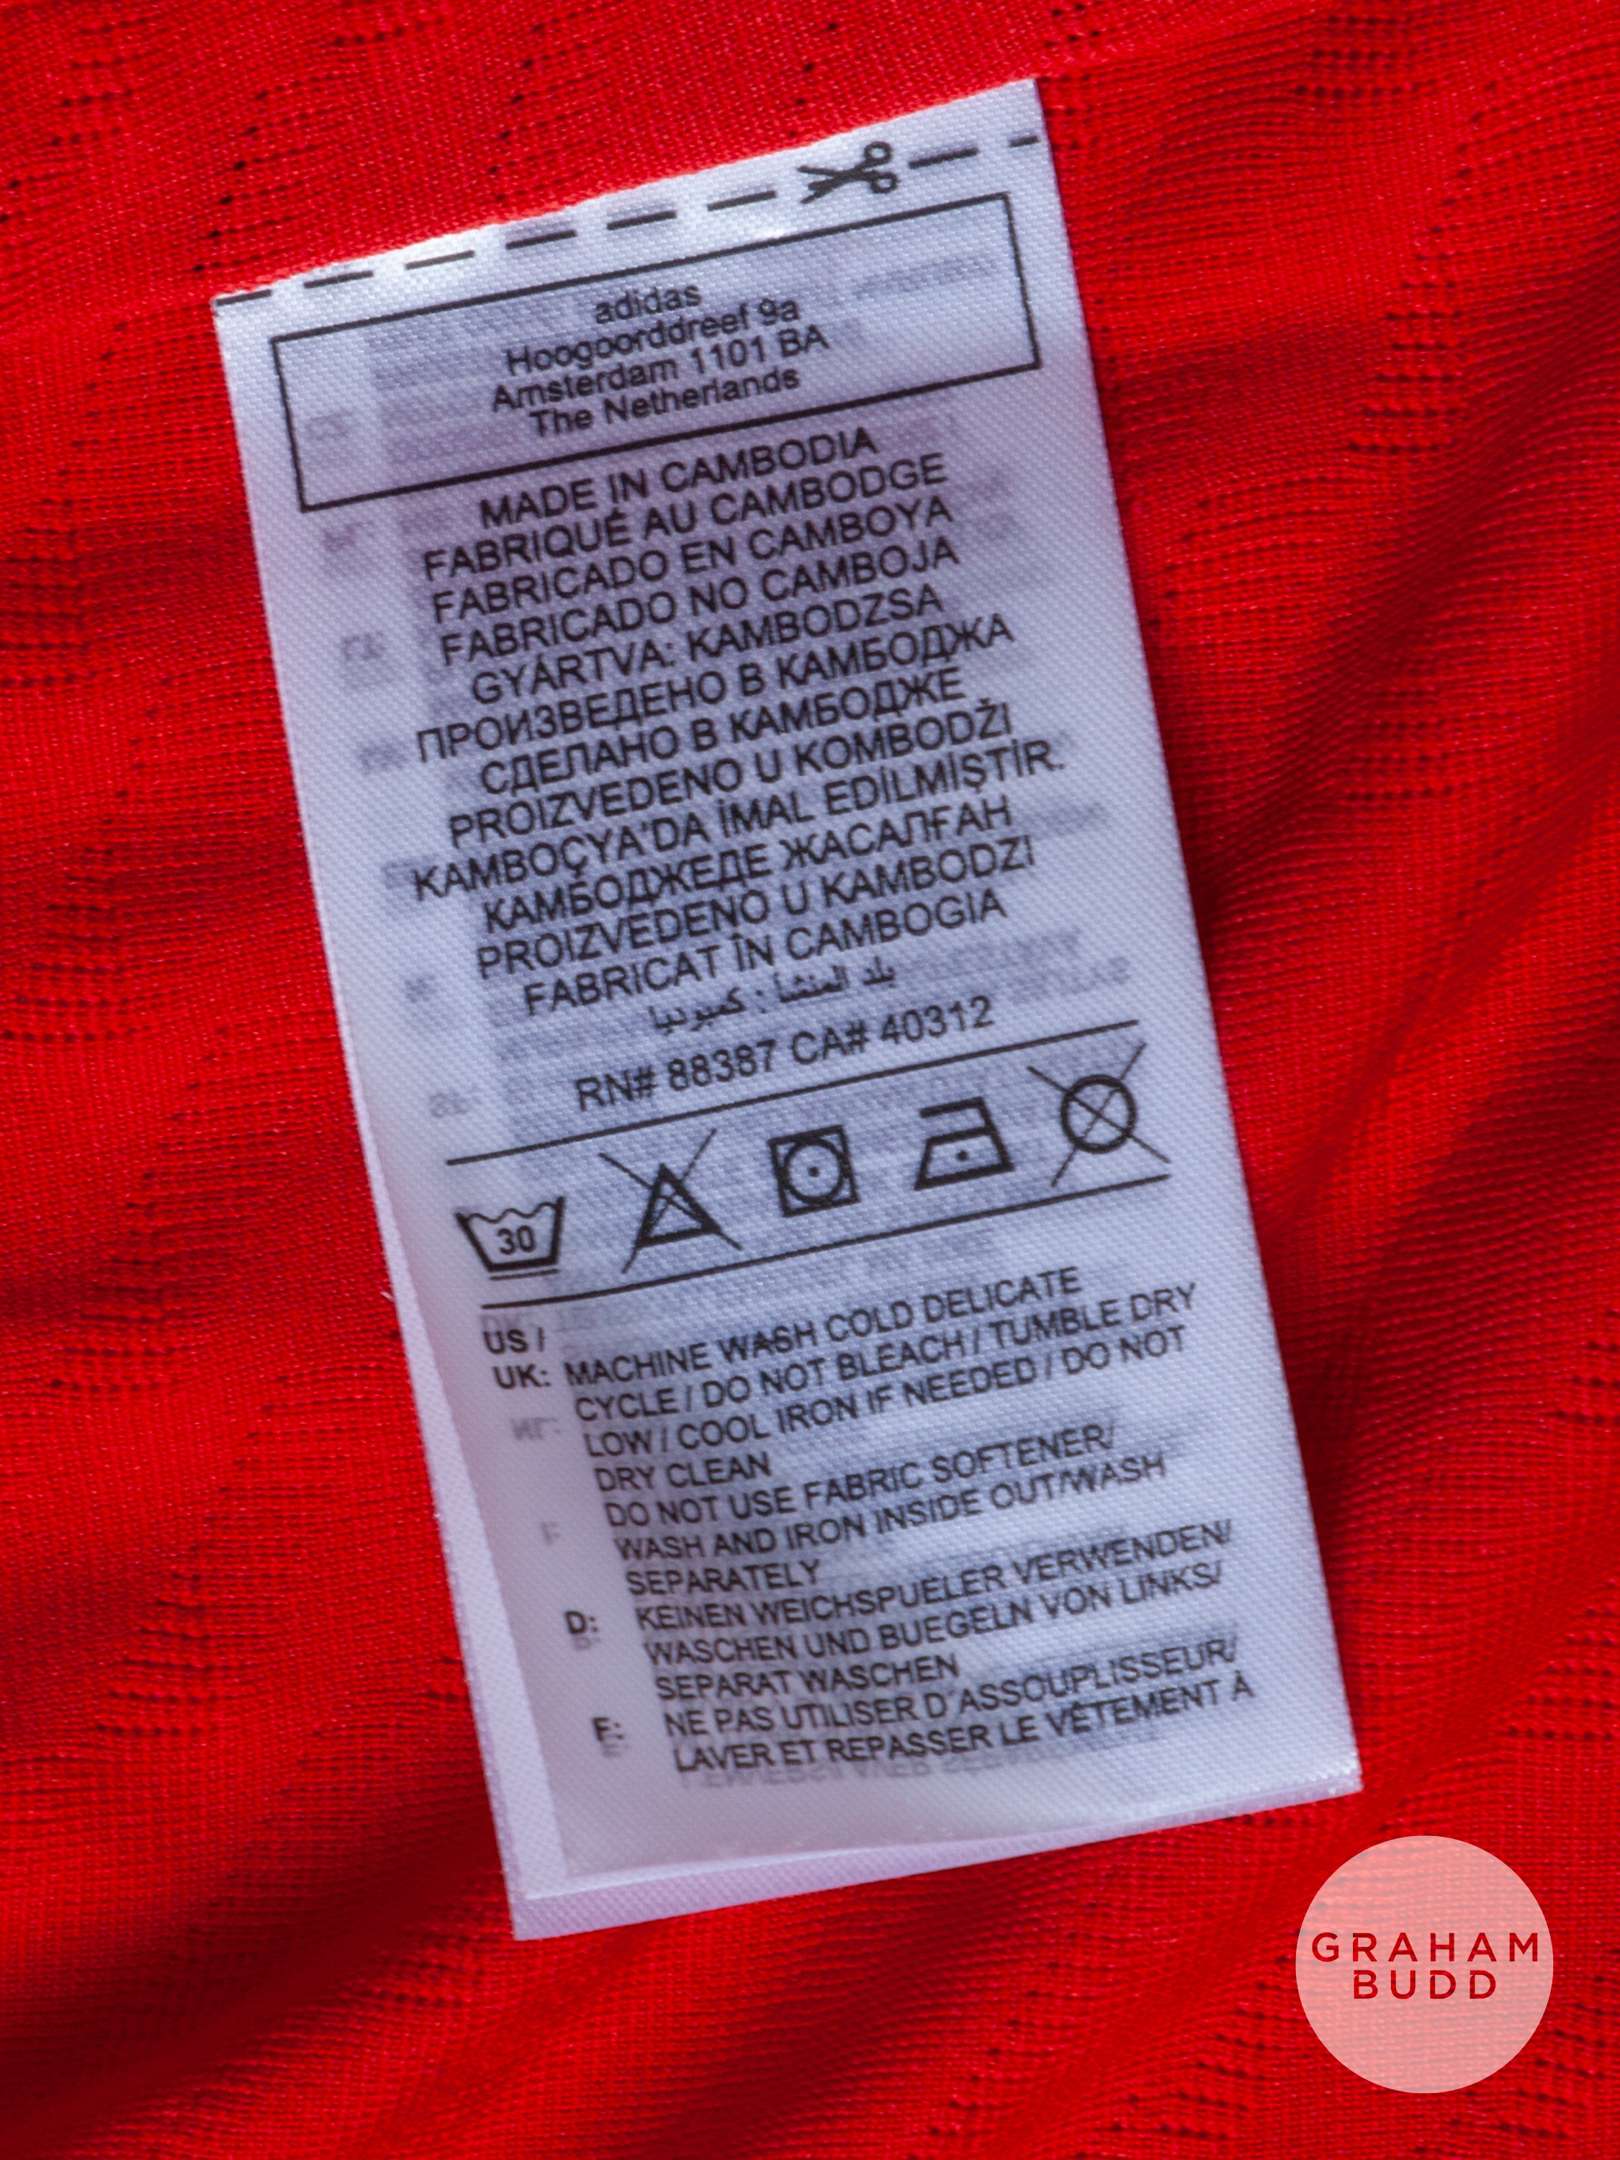 adidas
Hoogoorddreef 9a
Amsterdam 1101 BA
The Netherlands
MADE IN CAMBODIA
FABRIQUÉ AU CAMBODGE
FABRICADO EN CAMBOYA
FABRICADO NO CAMBOJA
GYÁRTVA: KAMBODZSA
ПРОИЗВЕДЕНО В КАМБОДЖА
СДЕЛАНО В КАМБОДЖЕ
PROIZVEDENO U KOMBODŽI
KAMBOÇYA'DA İMAL EDİLMİŞTİR.
КАМБОДЖЕДЕ ЖАСАЛҒАН
PROIZVEDENO U KAMBODZI
FABRICAT ÎN CAMBOGIA
بلد المنشأ : كمبوديا
RN# 88387 CA# 40312
30
US /
UK: MACHINE WASH COLD DELICATE
CYCLE / DO NOT BLEACH / TUMBLE DRY
LOW / COOL IRON IF NEEDED / DO NOT
DRY CLEAN
DO NOT USE FABRIC SOFTENER/
WASH AND IRON INSIDE OUT/WASH
SEPARATELY
D: KEINEN WEICHSPUELER VERWENDEN/
WASCHEN UND BUEGELN VON LINKS/
SEPARAT WASCHEN
F: NE PAS UTILISER D´ASSOUPLISSEUR/
LAVER ET REPASSER LE VÊTEMENT À
GRAHAM
BUDD